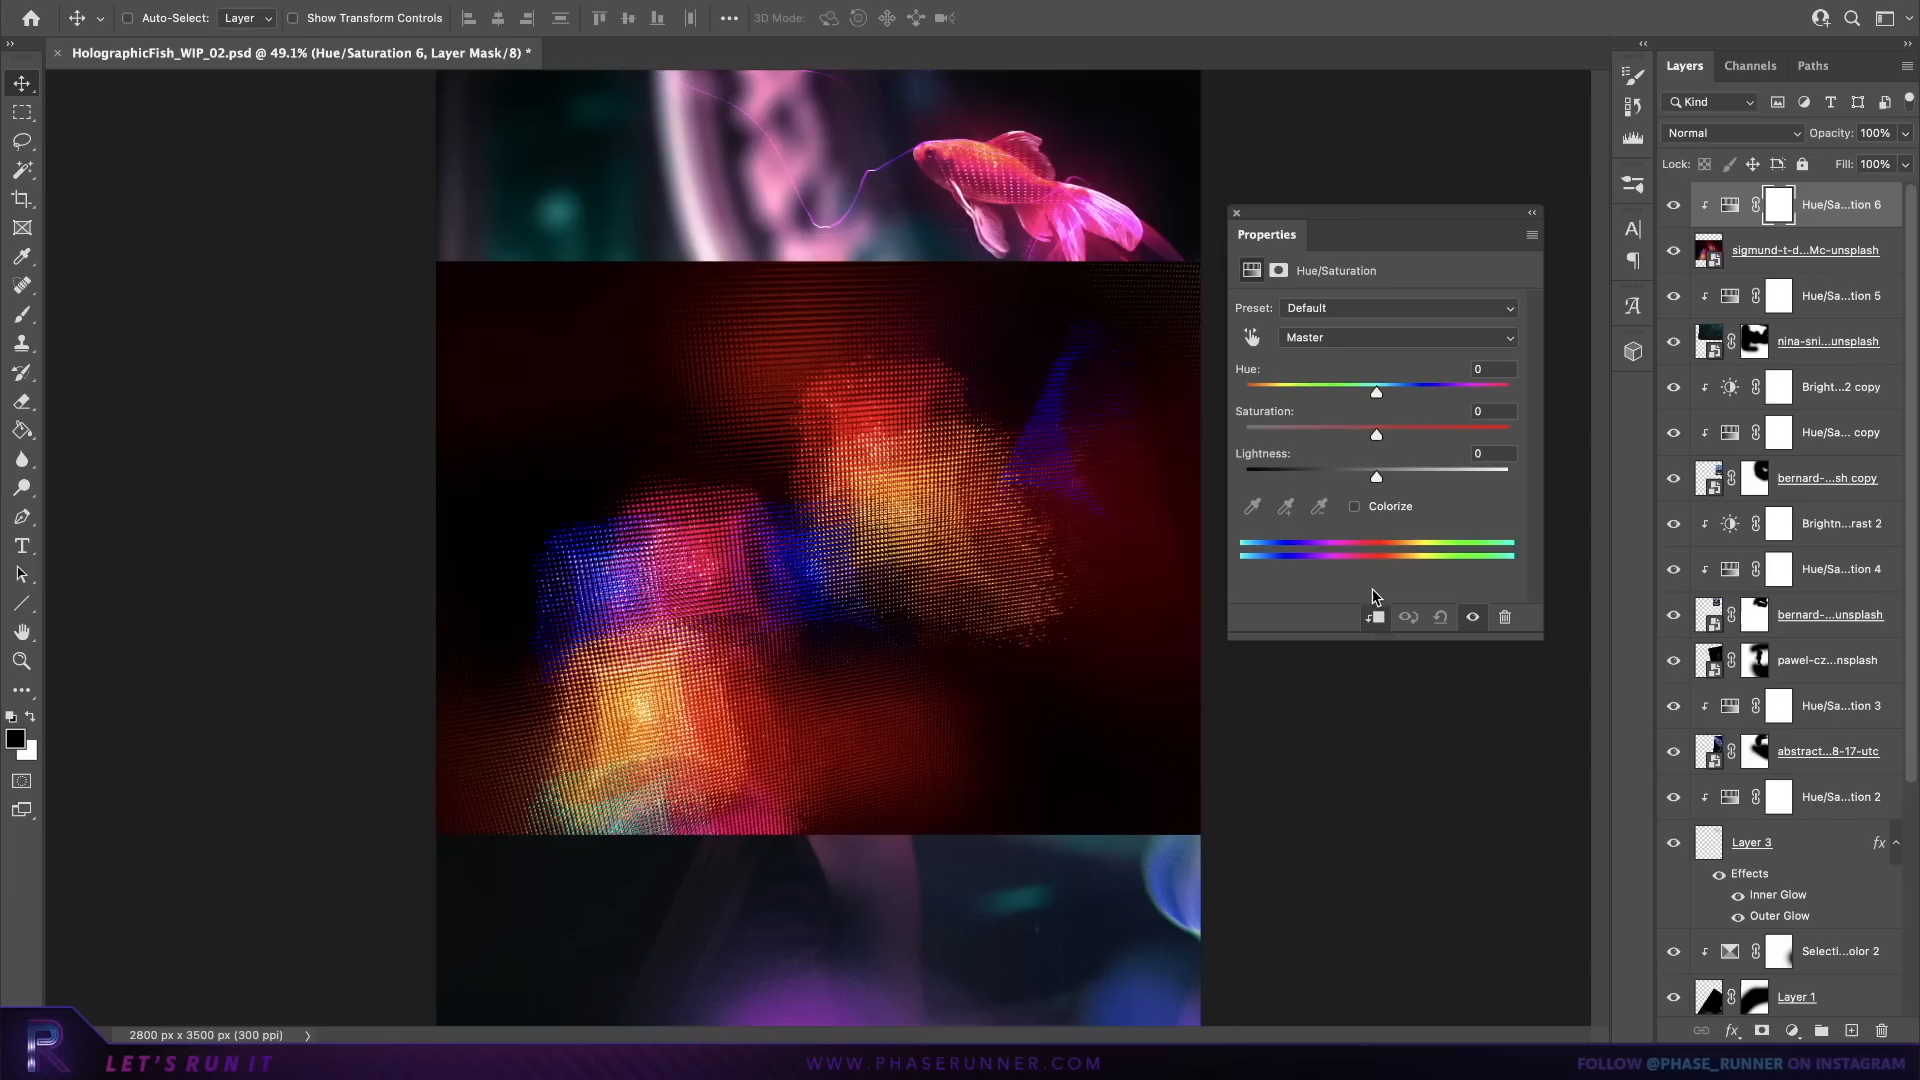 Auto-Select:
Layer
Show Transform Controls
3D Mode:
HolographicFish_WIP_02.psd @ 49.1% (Hue/Saturation 6, Layer Mask/8) *
Properties
Hue/Saturation
Preset:
Default
Master
Hue:
0
Saturation:
0
Lightness:
0
Colorize
Layers
Channels
Paths
Kind
Normal
Opacity:
100%
Lock:
Fill:
100%
Hue/Sa...tion 6
sigmund-t-d...Mc-unsplash
Hue/Sa...tion 5
nina-sni...unsplash
Bright...2 copy
Hue/Sa... copy
bernard-...sh copy
Brightn...rast 2
Hue/Sa...tion 4
bernard-...unsplash
pawel-cz...nsplash
Hue/Sa...tion 3
abstract...8-17-utc
Hue/Sa...tion 2
Layer 3
fx
Effects
Inner Glow
Outer Glow
Selecti...olor 2
Layer 1
2800 px x 3500 px (300 ppi)
R
LET'S RUN IT
WWW.PHASERUNNER.COM
FOLLOW @PHASE_RUNNER ON INSTAGRAM